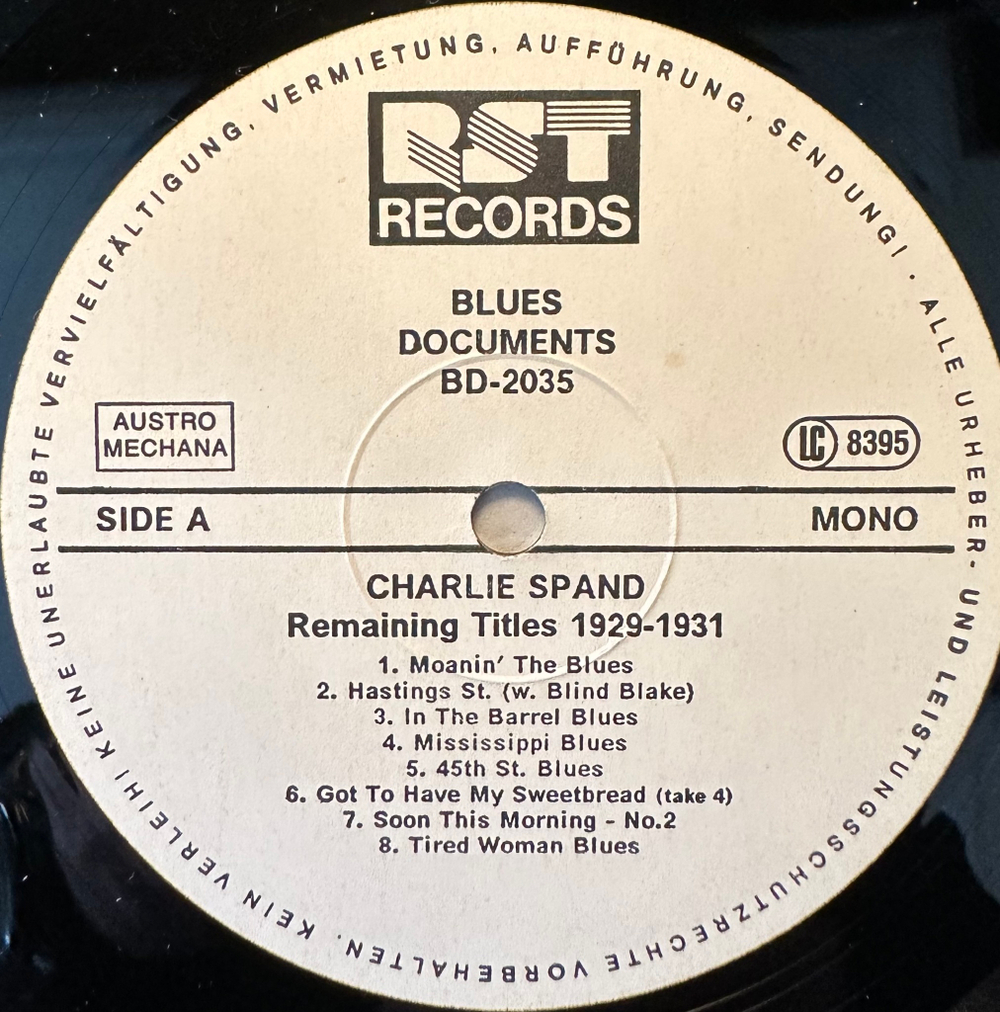 RST
RECORDS
BLUES
DOCUMENTS
BD-2035
AUSTRO
MECHANA
LC 8395
SIDE A
MONO
CHARLIE SPAND
Remaining Titles 1929-1931
1. Moanin' The Blues
2. Hastings St. (w. Blind Blake)
3. In The Barrel Blues
4. Mississippi Blues
5. 45th St. Blues
6. Got To Have My Sweetbread (take 4)
7. Soon This Morning - No.2
8. Tired Woman Blues
ALLE URHEBER- UND LEISTUNGSSCHUTZRECHTE VORBEHALTEN. KEIN VERLEIH! KEINE UNERLAUBTE VERVIELFÄLTIGUNG, VERMIETUNG, AUFFÜHRUNG, SENDUNG! ·